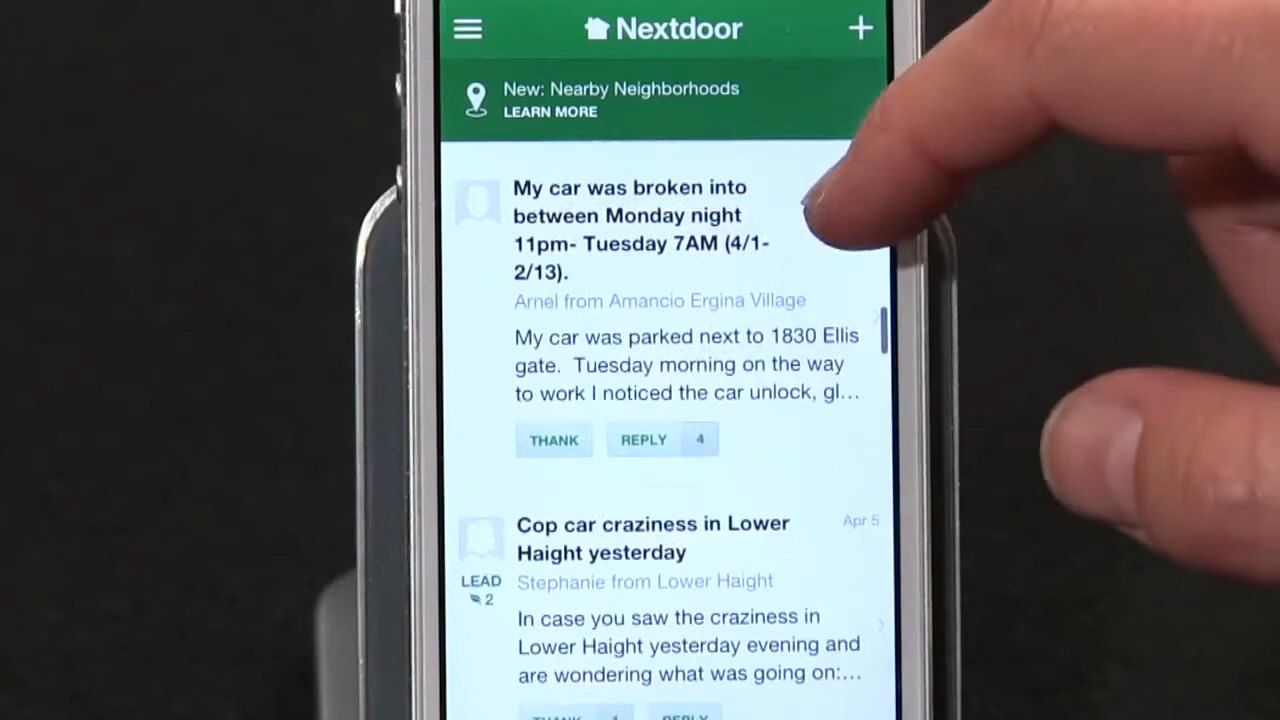 Nextdoor
New: Nearby Neighborhoods
LEARN MORE
My car was broken into
between Monday night
11pm- Tuesday 7AM (4/1-
2/13).
Arnel from Amancio Ergina Village
My car was parked next to 1830 Ellis
gate. Tuesday morning on the way
to work I noticed the car unlock, gl...
THANK REPLY 4
Cop car craziness in Lower
Haight yesterday
Apr 5
LEAD
2
Stephanie from Lower Haight
In case you saw the craziness in
Lower Haight yesterday evening and
are wondering what was going on:...
THANK 1 REPLY